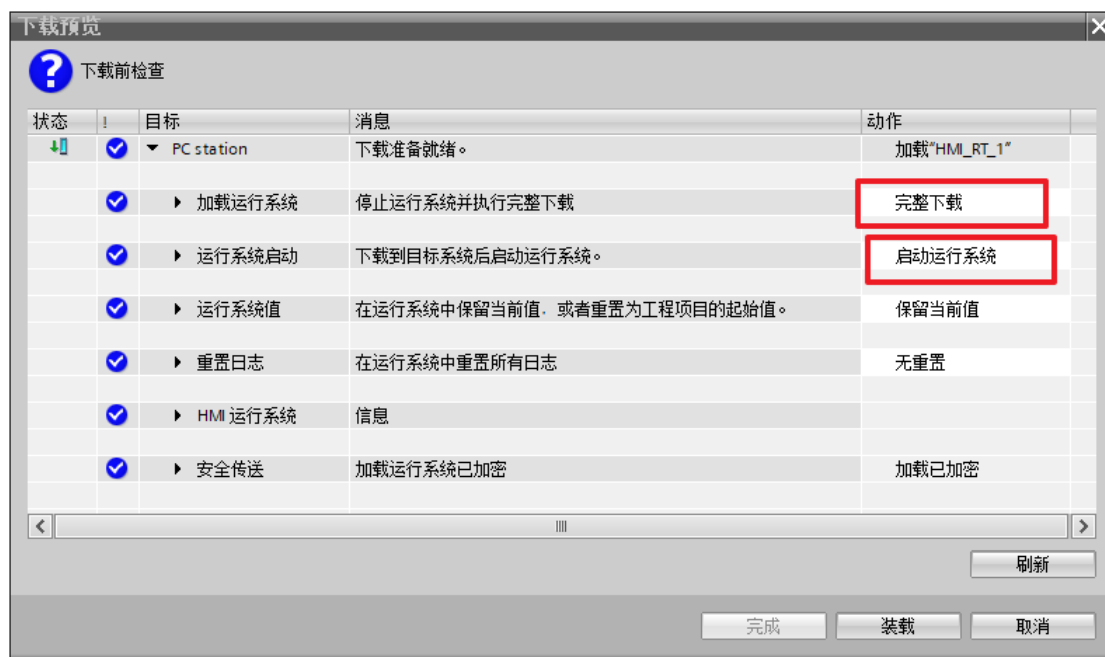 下载预览
下载前检查
状态 ! 目标 消息 动作
PC station 下载准备就绪。 加载"HMI_RT_1"
加载运行系统 停止运行系统并执行完整下载 完整下载
运行系统启动 下载到目标系统后启动运行系统。 启动运行系统
运行系统值 在运行系统中保留当前值，或者重置为工程项目的起始值。 保留当前值
重置日志 在运行系统中重置所有日志 无重置
HMI 运行系统 信息
安全传送 加载运行系统已加密 加载已加密
刷新
完成 装载 取消